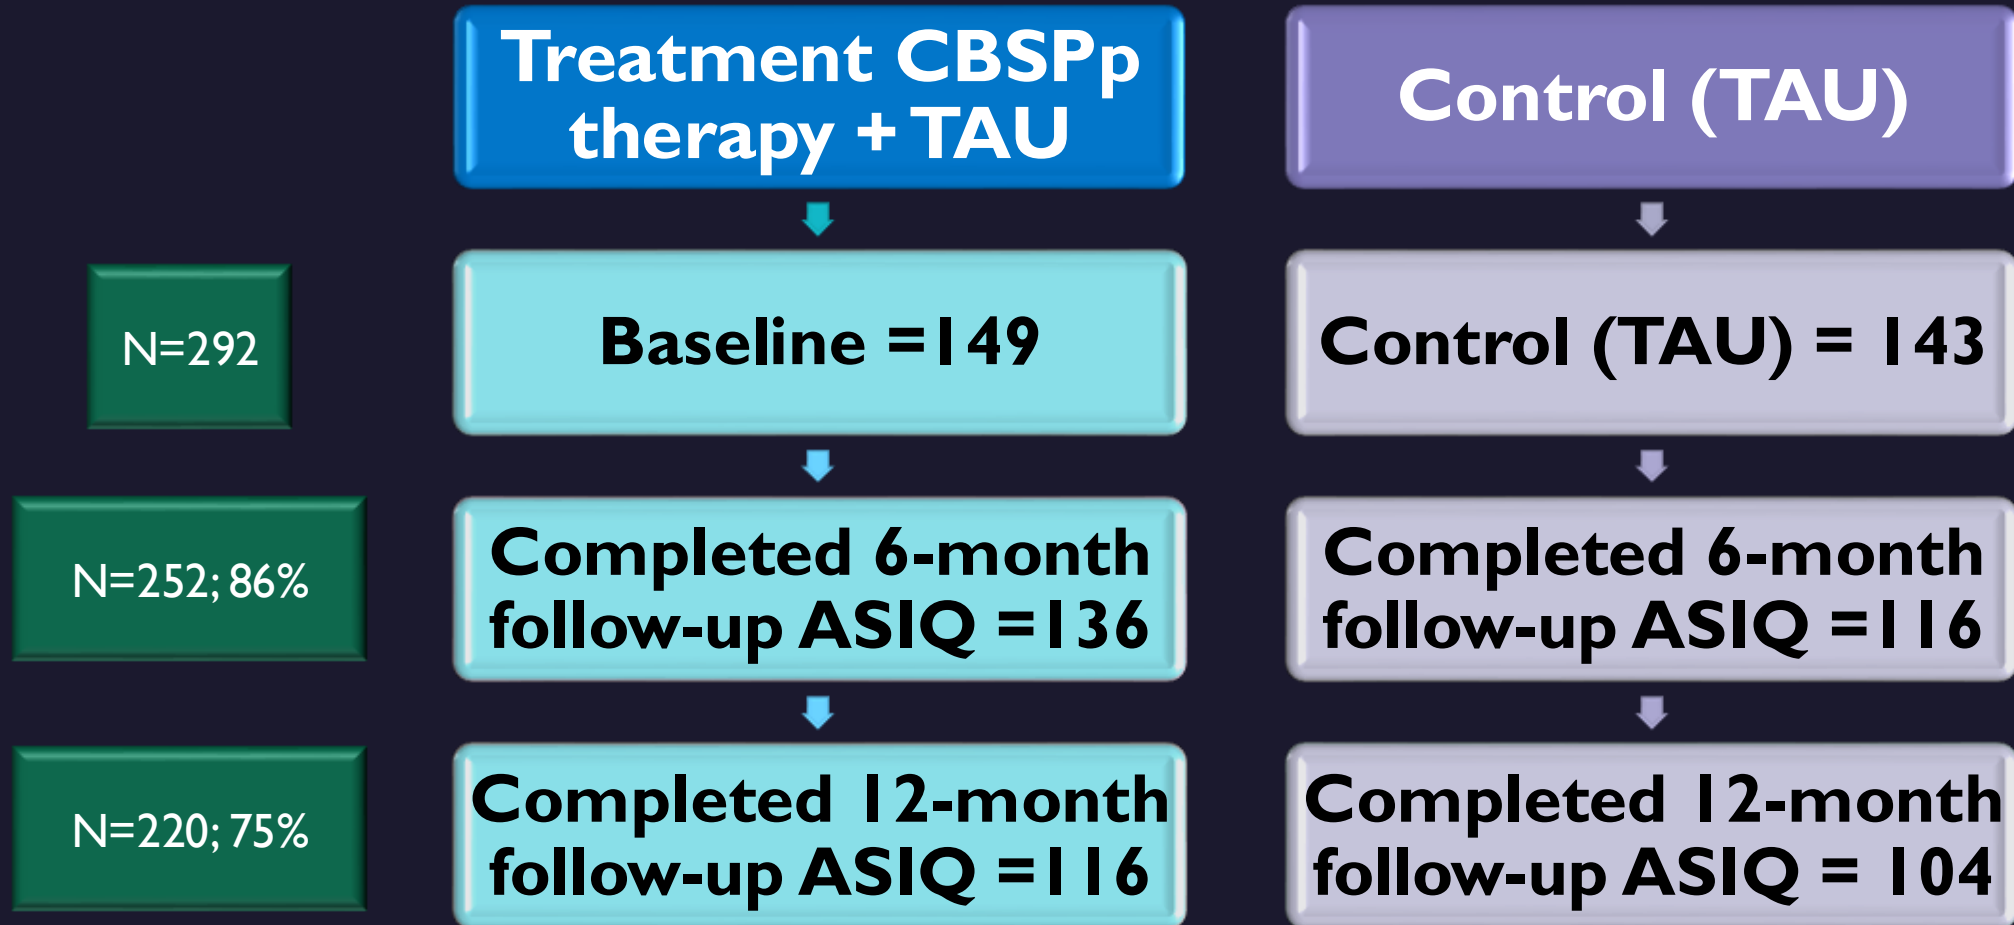 Treatment CBSPp
therapy + TAU
Control (TAU)
N=292
Baseline =149
Control (TAU) = 143
N=252; 86%
Completed 6-month
follow-up ASIQ =136
Completed 6-month
follow-up ASIQ =116
N=220; 75%
Completed 12-month
follow-up ASIQ =116
Completed 12-month
follow-up ASIQ = 104